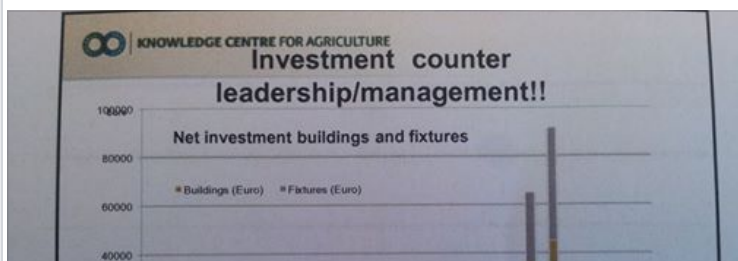 KNOWLEDGE CENTRE FOR AGRICULTURE
Investment counter
leadership/management!!
100000
Net investment buildings and fixtures
80000
Buildings (Euro) Fixtures (Euro)
60000
40000